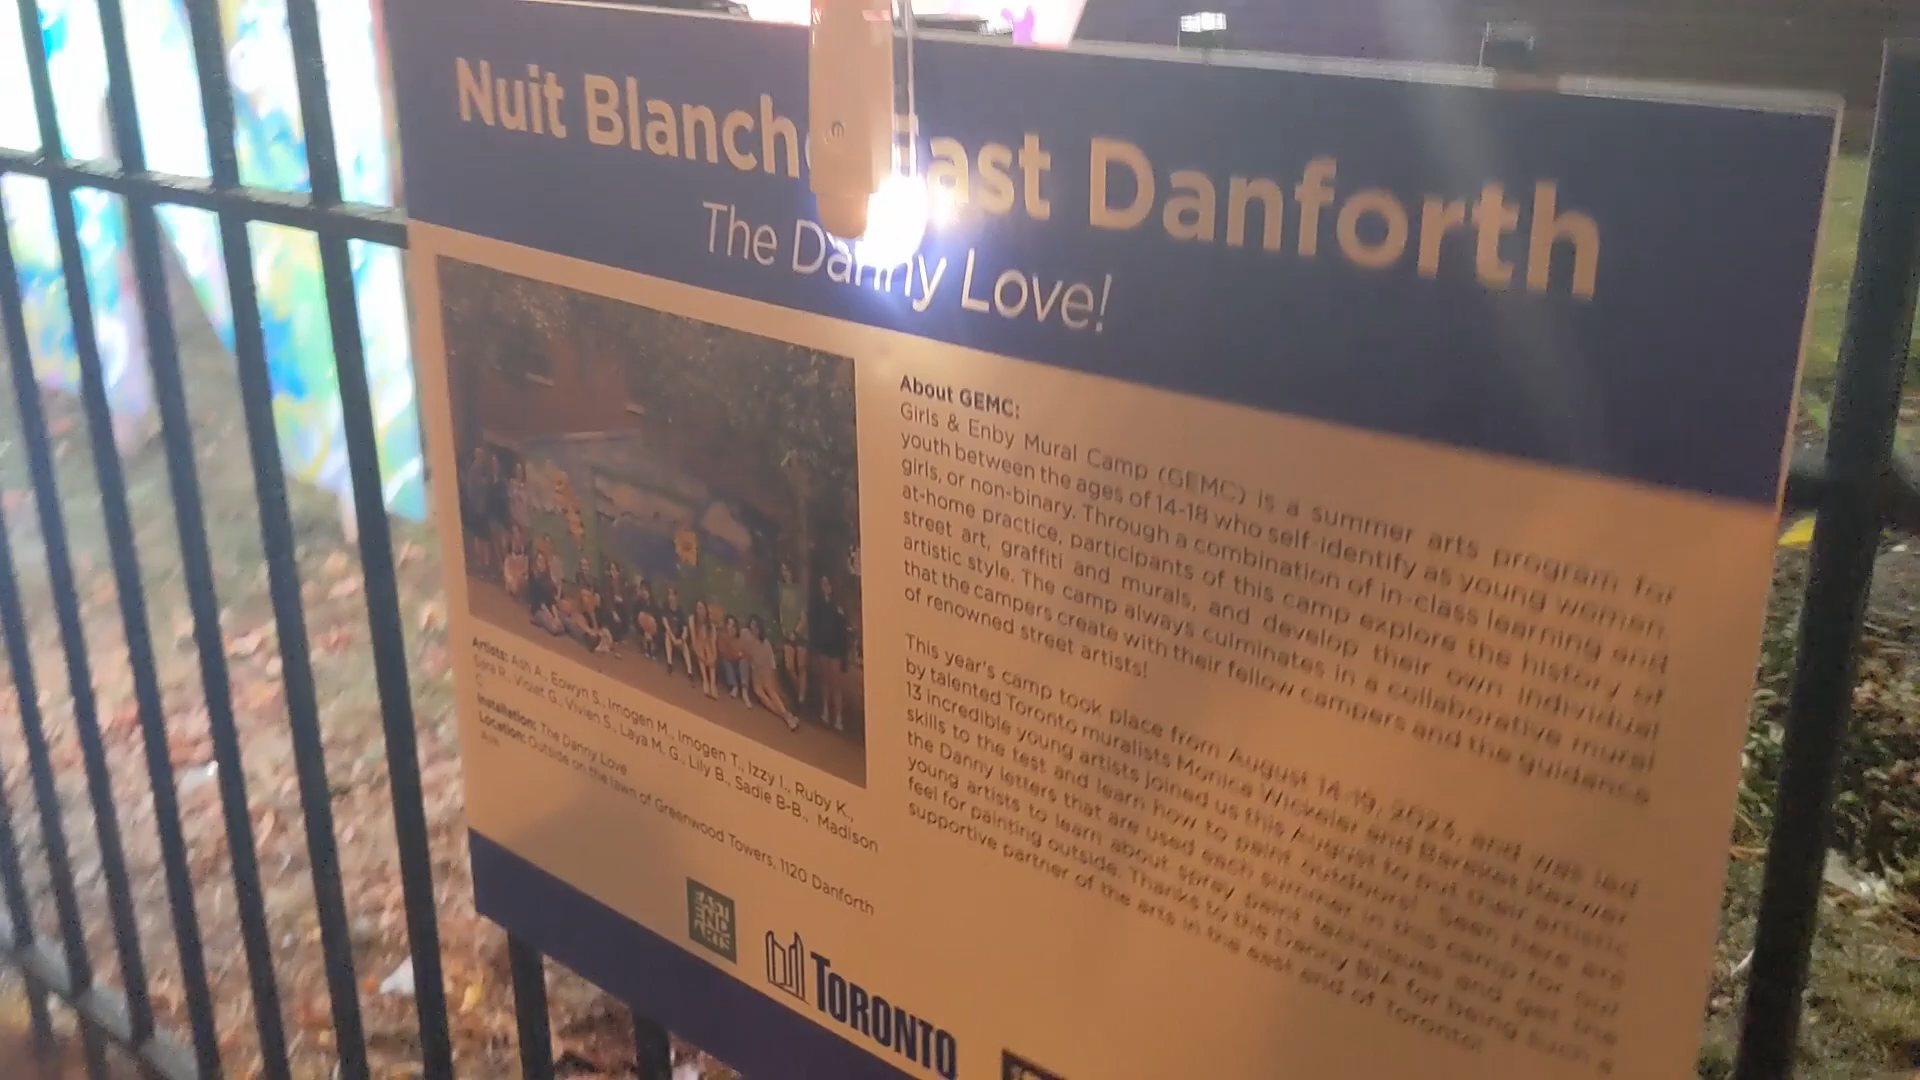 Nuit Blanche East Danforth
The Danny Love!
About GEMC:
Girls & Enby Mural Camp (GEMC) is a summer arts program for
youth between the ages of 14-18 who self-identify as young women,
girls, or non-binary. Through a combination of in-class learning and
at-home practice, participants of this camp explore the history of
street art, graffiti and murals, and develop their own individual
artistic style. The camp always culminates in a collaborative mural
that the campers create with their fellow campers and the guidance
of renowned street artists!
This year's camp took place from August 14-19, 2023, and was led
by talented Toronto muralists Monica Wickeler and Bareket Kezwer
13 incredible young artists joined us this August to put their artistic
skills to the test and learn how to paint outdoors! Seen here are
the Danny letters that are used each summer in this camp for our
young artists to learn about spray paint techniques and get the
feel for painting outside. Thanks to the Danny BIA for being such a
supportive partner of the arts in the east end of Toronto!
Artists: Ash A., Eowyn S., Imogen M., Imogen T., Izzy I., Ruby K.,
Sara R., Violet G., Vivien S., Laya M. G., Lily B., Sadie B-B., Madison
C.
Installation: The Danny Love
Location: Outside on the lawn of Greenwood Towers, 1120 Danforth
Ave.
EAST
END
ARTS
TORONTO